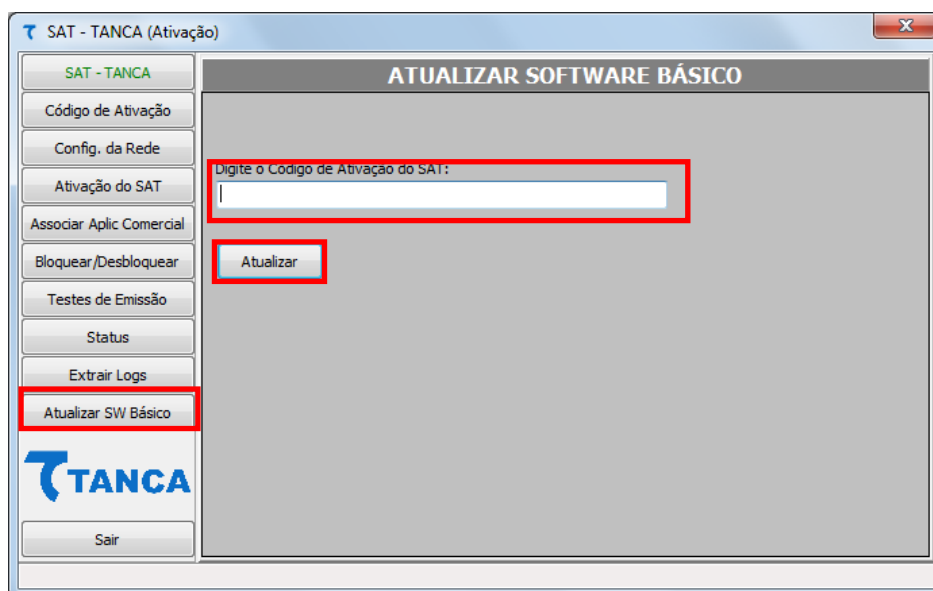 SAT - TANCA (Ativação)
x
SAT - TANCA
Código de Ativação
Config. da Rede
Ativação do SAT
Associar Aplic Comercial
Bloquear/Desbloquear
Testes de Emissão
Status
Extrair Logs
Atualizar SW Básico
TANCA
Sair
ATUALIZAR SOFTWARE BÁSICO
Digite o Código de Ativação do SAT:
Atualizar